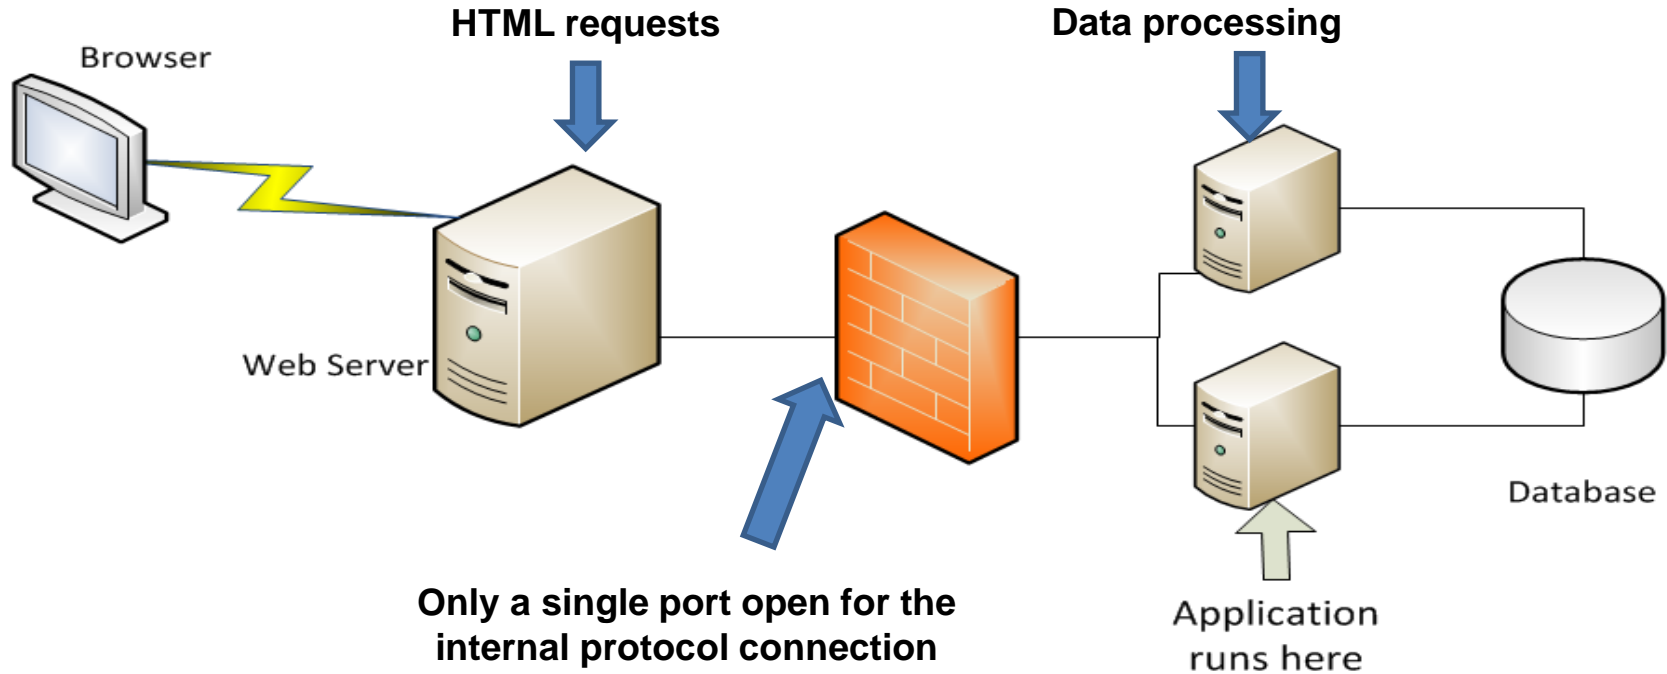 HTML requests
Data processing
Browser
Web Server
Database
Only a single port open for the
internal protocol connection
Application
runs here